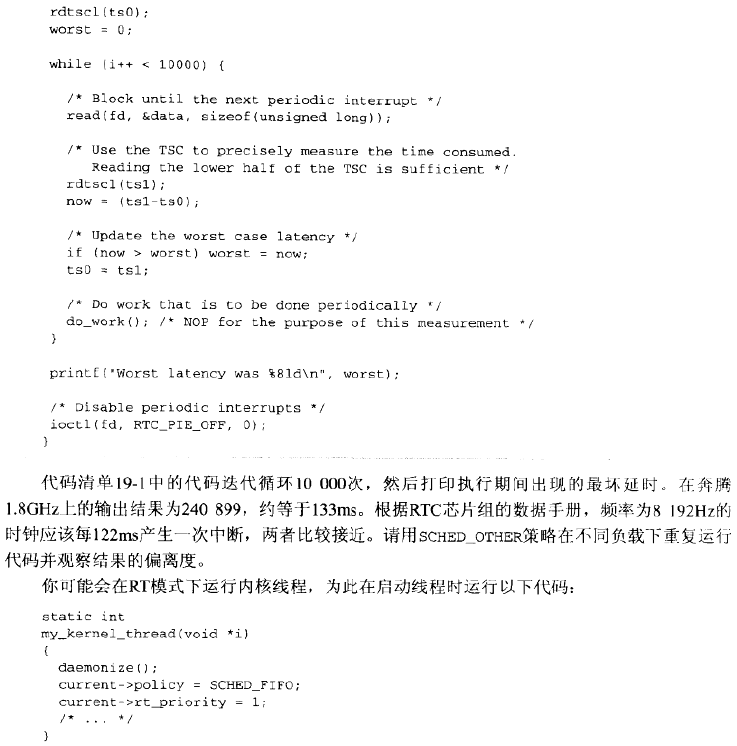 rdtscl(ts0);
worst = 0;
while (i++ < 10000) {
/* Block until the next periodic interrupt */
read(fd, &data, sizeof(unsigned long));
/* Use the TSC to precisely measure the time consumed.
Reading the lower half of the TSC is sufficient */
rdtscl(ts1);
now = (ts1-ts0);
/* Update the worst case latency */
if (now > worst) worst = now;
ts0 = ts1;
/* Do work that is to be done periodically */
do_work(); /* NOP for the purpose of this measurement */
}
printf("Worst latency was %8ld\n", worst);
/* Disable periodic interrupts */
ioctl(fd, RTC_PIE_OFF, 0);
}
代码清单19-1中的代码迭代循环10 000次，然后打印执行期间出现的最坏延时。在奔腾
1.8GHz上的输出结果为240 899，约等于133ms。根据RTC芯片组的数据手册，频率为8 192Hz的
时钟应该每122ms产生一次中断，两者比较接近。请用SCHED_OTHER策略在不同负载下重复运行
代码并观察结果的偏离度。
你可能会在RT模式下运行内核线程，为此在启动线程时运行以下代码：
static int
my_kernel_thread(void *i)
{
daemonize();
current->policy = SCHED_FIFO;
current->rt_priority = 1;
/* ... */
}